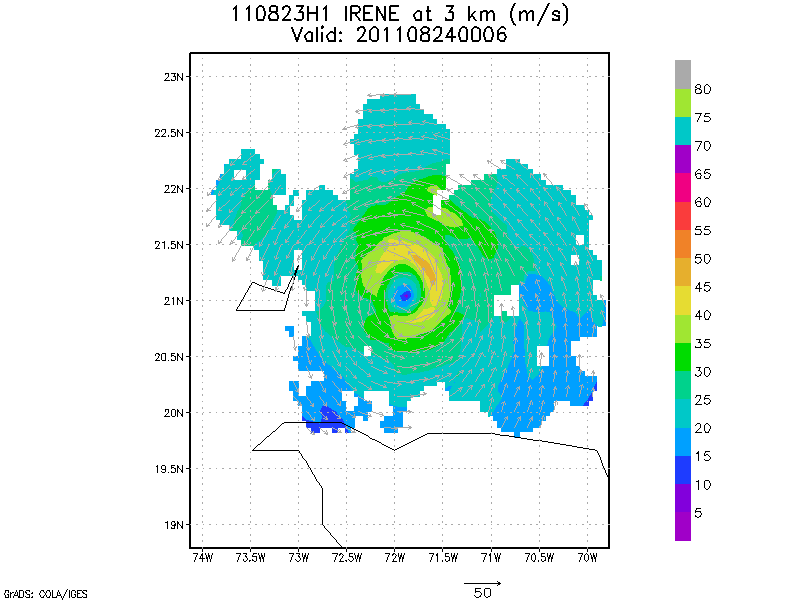 110823H1 IRENE at 3 km (m/s)
Valid: 201108240006
23N
22.5N
22N
21.5N
21N
20.5N
20N
19.5N
19N
74W 73.5W 73W 72.5W 72W 71.5W 71W 70.5W 70W
80
75
70
65
60
55
50
45
40
35
30
25
20
15
10
5
50
GrADS: COLA/IGES